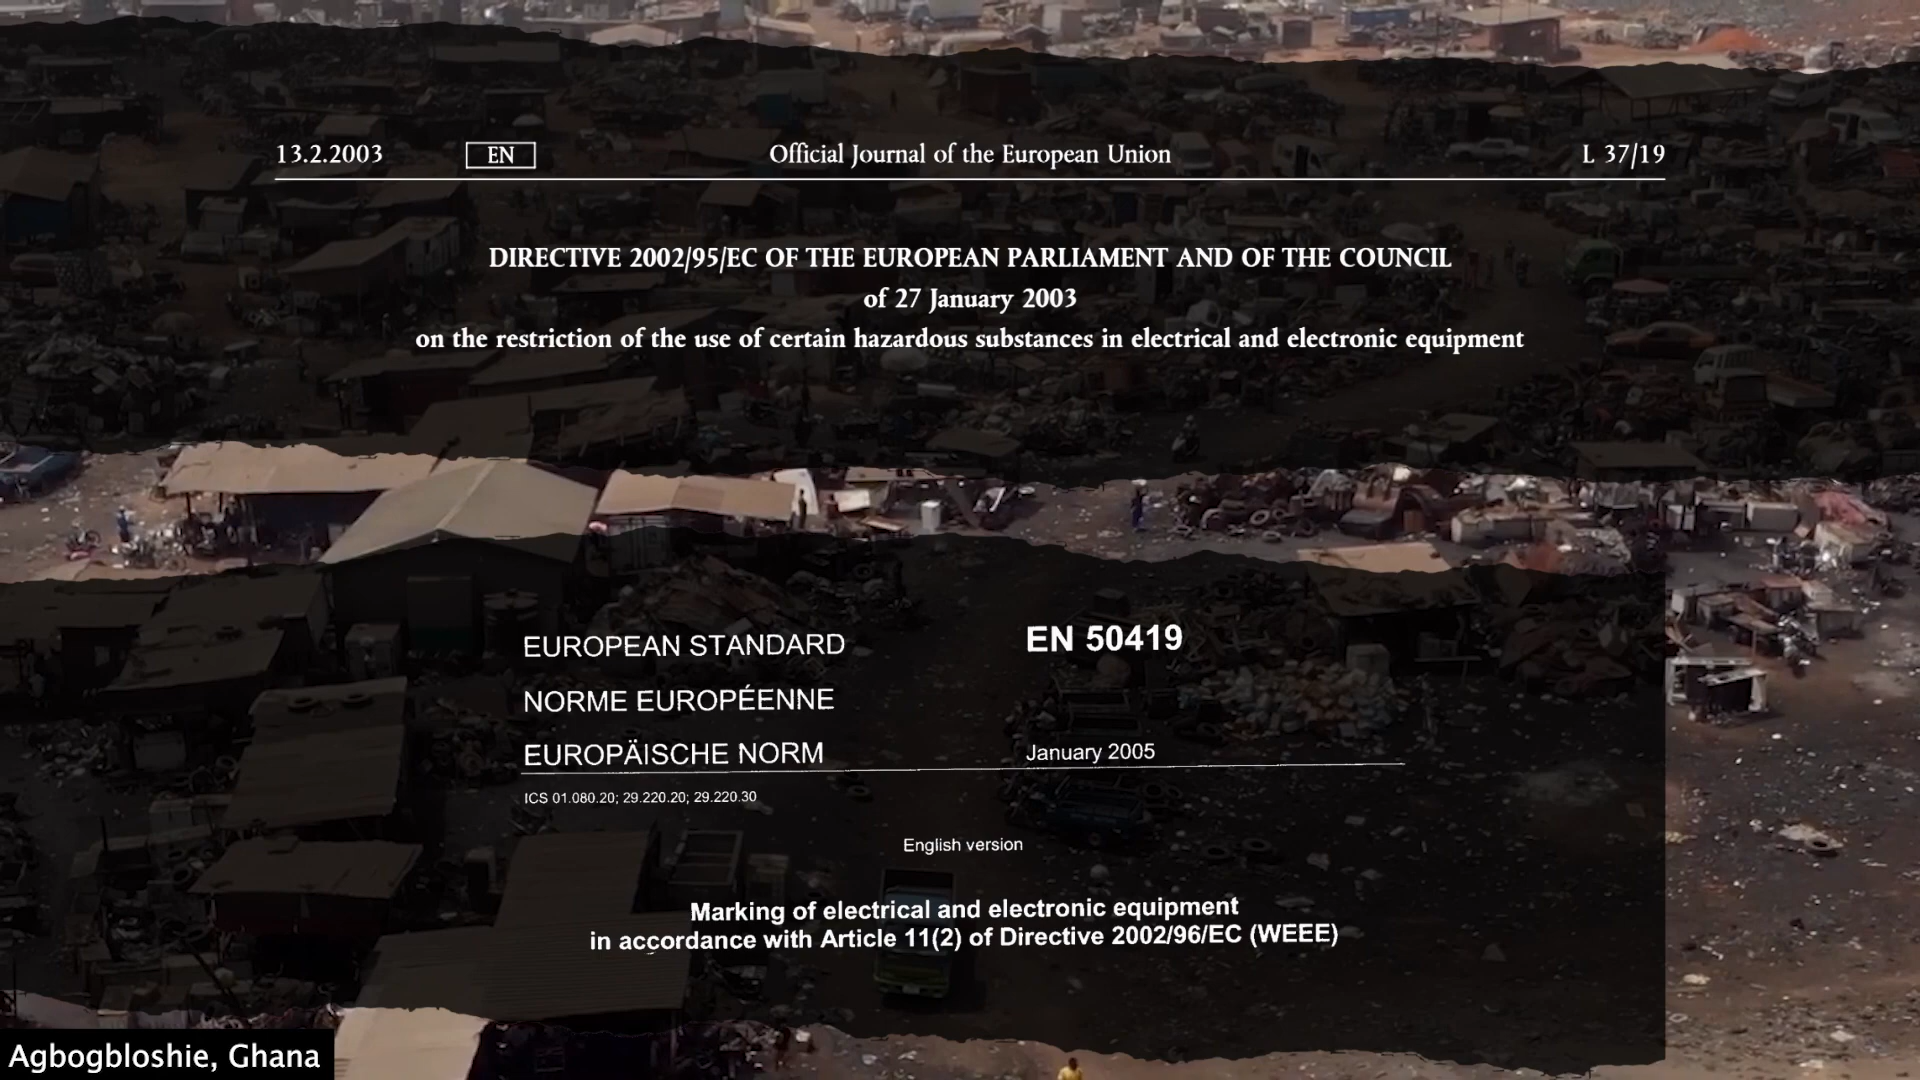 13.2.2003 EN Official Journal of the European Union L 37/19
DIRECTIVE 2002/95/EC OF THE EUROPEAN PARLIAMENT AND OF THE COUNCIL
of 27 January 2003
on the restriction of the use of certain hazardous substances in electrical and electronic equipment
EUROPEAN STANDARD EN 50419
NORME EUROPÉENNE
EUROPÄISCHE NORM January 2005
ICS 01.080.20; 29.220.20; 29.220.30
English version
Marking of electrical and electronic equipment
in accordance with Article 11(2) of Directive 2002/96/EC (WEEE)
Agbogbloshie, Ghana